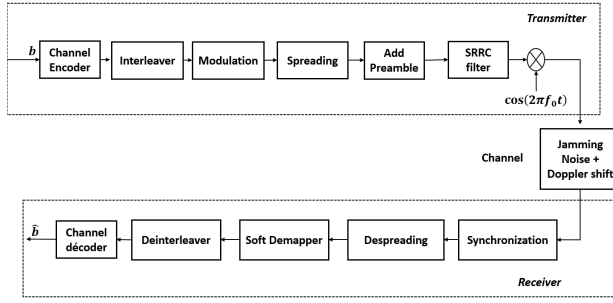 Transmitter
b
Channel
Encoder
Interleaver
Modulation
Spreading
Add
Preamble
SRRC
filter
cos(2πf₀t)
Channel
Jamming
Noise +
Doppler shift
b̂
Channel
décoder
Deinterleaver
Soft Demapper
Despreading
Synchronization
Receiver